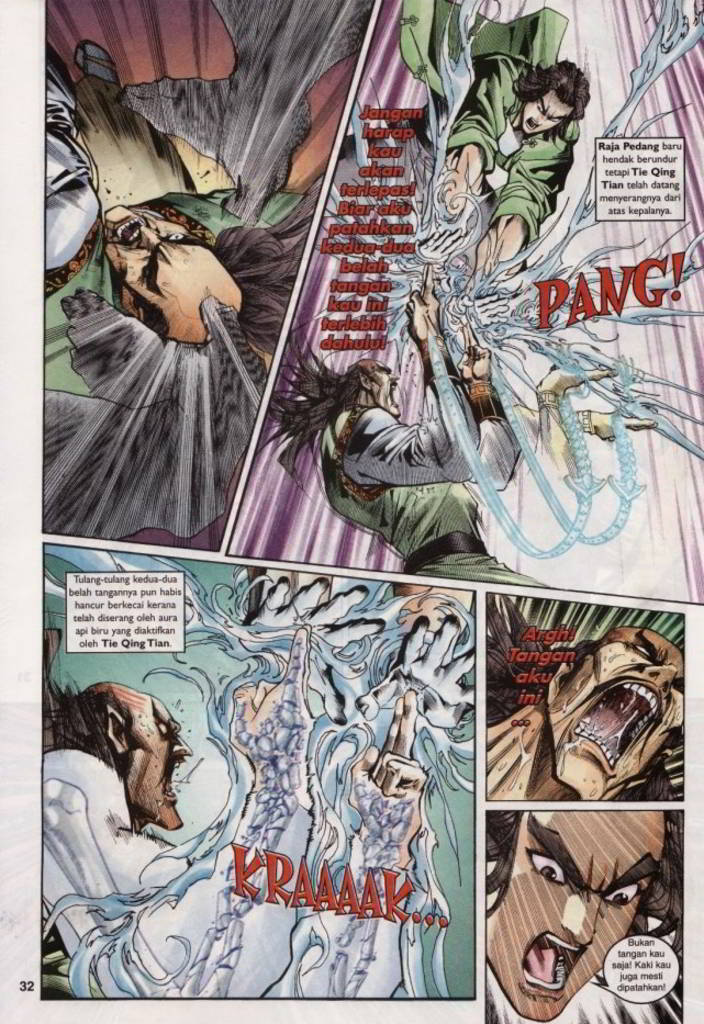 Jangan
harap
kau
akan
terlepas!
Biar aku
patahkan
kedua-dua
belah
tangan
kau ini
terlebih
dahulu!
Raja Pedang baru
hendak berundur
tetapi Tie Qing
Tian telah datang
menyerangnya dari
atas kepalanya.
PANG!
Tulang-tulang kedua-dua
belah tangannya pun habis
hancur berkecai kerana
telah diserang oleh aura
api biru yang diaktifkan
oleh Tie Qing Tian.
KRAAAAK...
Argh!
Tangan
aku
ini
...
Bukan
tangan kau
saja! Kaki kau
juga mesti
dipatahkan!
32